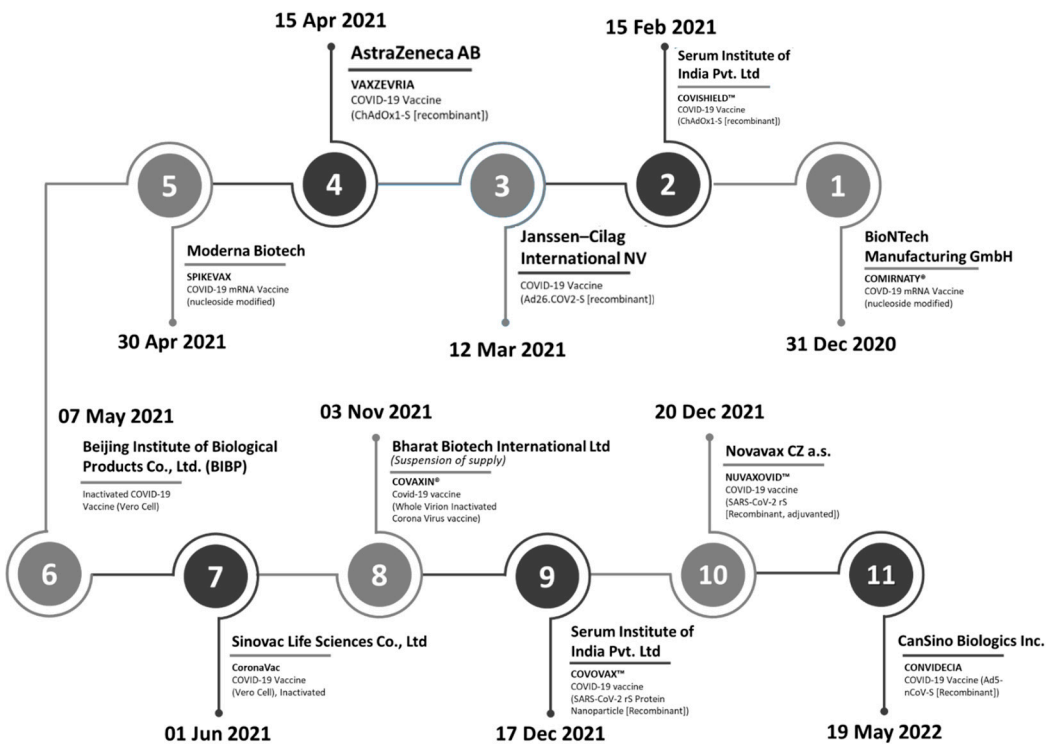 15 Apr 2021
AstraZeneca AB
VAXZEVRIA
COVID-19 Vaccine
(ChAdOx1-S [recombinant])
15 Feb 2021
Serum Institute of
India Pvt. Ltd
COVISHIELD™
COVID-19 Vaccine
(ChAdOx1-S [recombinant])
5
4
3
2
1
Moderna Biotech
SPIKEVAX
COVID-19 mRNA Vaccine
(nucleoside modified)
30 Apr 2021
Janssen–Cilag
International NV
COVID-19 Vaccine
(Ad26.COV2-S [recombinant])
12 Mar 2021
BioNTech
Manufacturing GmbH
COMIRNATY®
COVD-19 mRNA Vaccine
(nucleoside modified)
31 Dec 2020
07 May 2021
Beijing Institute of Biological
Products Co., Ltd. (BIBP)
Inactivated COVID-19
Vaccine (Vero Cell)
03 Nov 2021
Bharat Biotech International Ltd
(Suspension of supply)
COVAXIN®
Covid-19 vaccine
(Whole Virion Inactivated
Corona Virus vaccine)
20 Dec 2021
Novavax CZ a.s.
NUVAXOVID™
COVID-19 vaccine
(SARS-CoV-2 rS
[Recombinant, adjuvanted])
6
7
8
9
10
11
Sinovac Life Sciences Co., Ltd
CoronaVac
COVID-19 Vaccine
(Vero Cell), Inactivated
01 Jun 2021
Serum Institute of
India Pvt. Ltd
COVOVAX™
COVID-19 vaccine
(SARS-CoV-2 rS Protein
Nanoparticle [Recombinant])
17 Dec 2021
CanSino Biologics Inc.
CONVIDECIA
COVID-19 Vaccine (Ad5-
nCoV-S [Recombinant])
19 May 2022